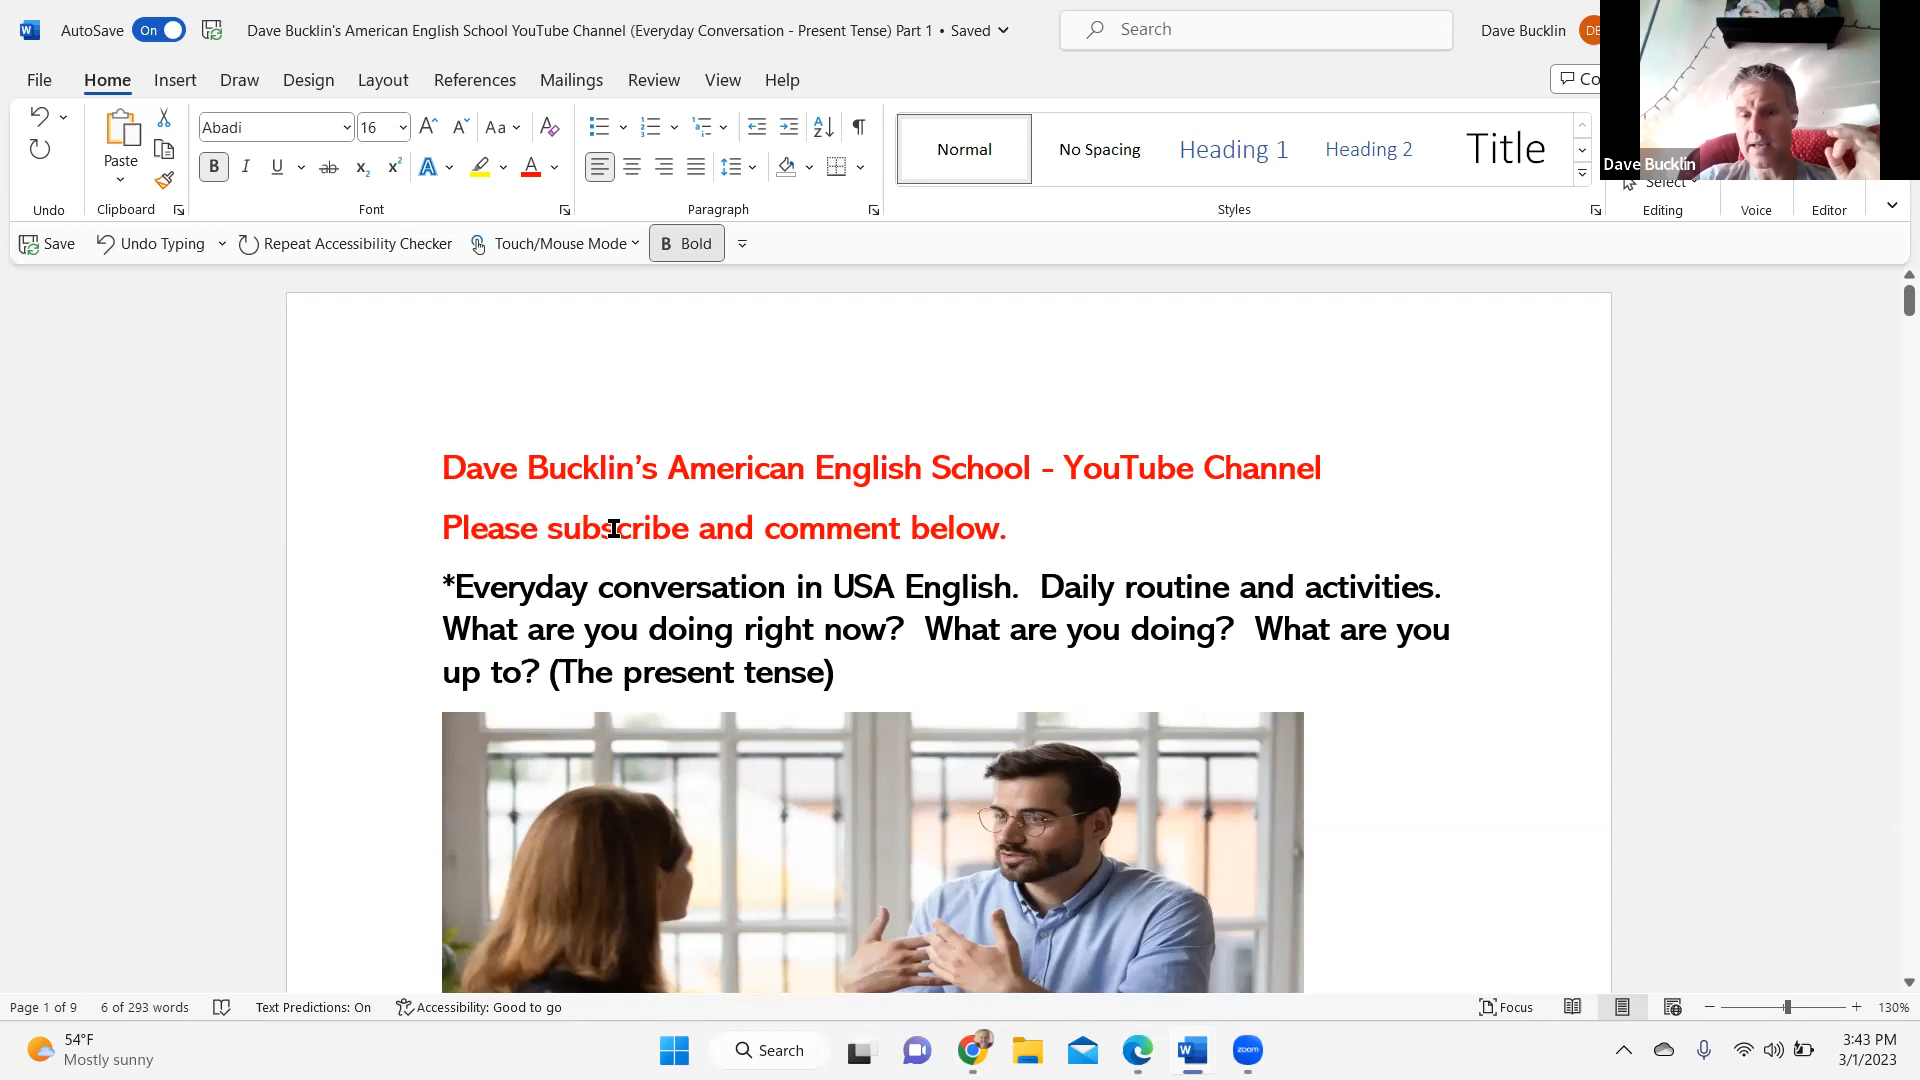 AutoSave On Dave Bucklin's American English School YouTube Channel (Everyday Conversation - Present Tense) Part 1 • Saved Search Dave Bucklin
File Home Insert Draw Design Layout References Mailings Review View Help Co
Abadi 16 Aa
Paste Normal No Spacing Heading 1 Heading 2 Title
Dave Bucklin
Select
Undo Clipboard Font Paragraph Styles Editing Voice Editor
Save Undo Typing Repeat Accessibility Checker Touch/Mouse Mode B Bold
Dave Bucklin’s American English School - YouTube Channel
Please subscribe and comment below.
*Everyday conversation in USA English. Daily routine and activities.
What are you doing right now? What are you doing? What are you
up to? (The present tense)
Page 1 of 9 6 of 293 words Text Predictions: On Accessibility: Good to go Focus 130%
54°F
Mostly sunny
Search
zoom
3:43 PM
3/1/2023